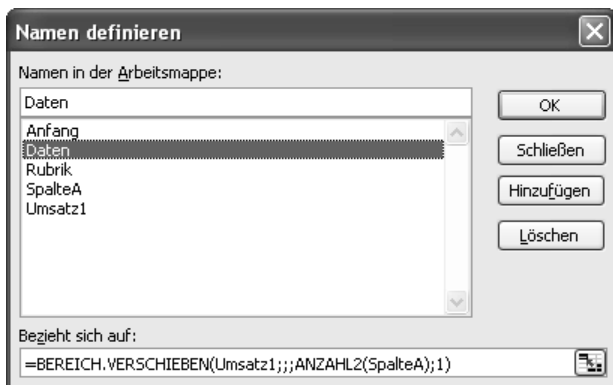 Namen definieren
Namen in der Arbeitsmappe:
Daten
OK
Anfang
Daten
Rubrik
SpalteA
Umsatz1
Schließen
Hinzufügen
Löschen
Bezieht sich auf:
=BEREICH.VERSCHIEBEN(Umsatz1;;;ANZAHL2(SpalteA);1)